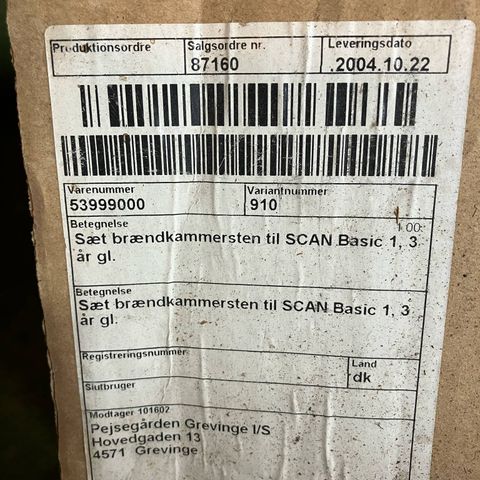 Produktionsordre
Salgsordre nr.
87160
Leveringsdato
.2004.10.22
Varenummer
53999000
Variantnummer
910
Betegnelse
1.00
Sæt brændkammersten til SCAN Basic 1, 3
år gl.
Betegnelse
Sæt brændkammersten til SCAN Basic 1, 3
år gl.
Registreringsnummer
Land
dk
Slutbruger
Modtager 101602
Pejsegården Grevinge I/S
Hovedgaden 13
4571 Grevinge